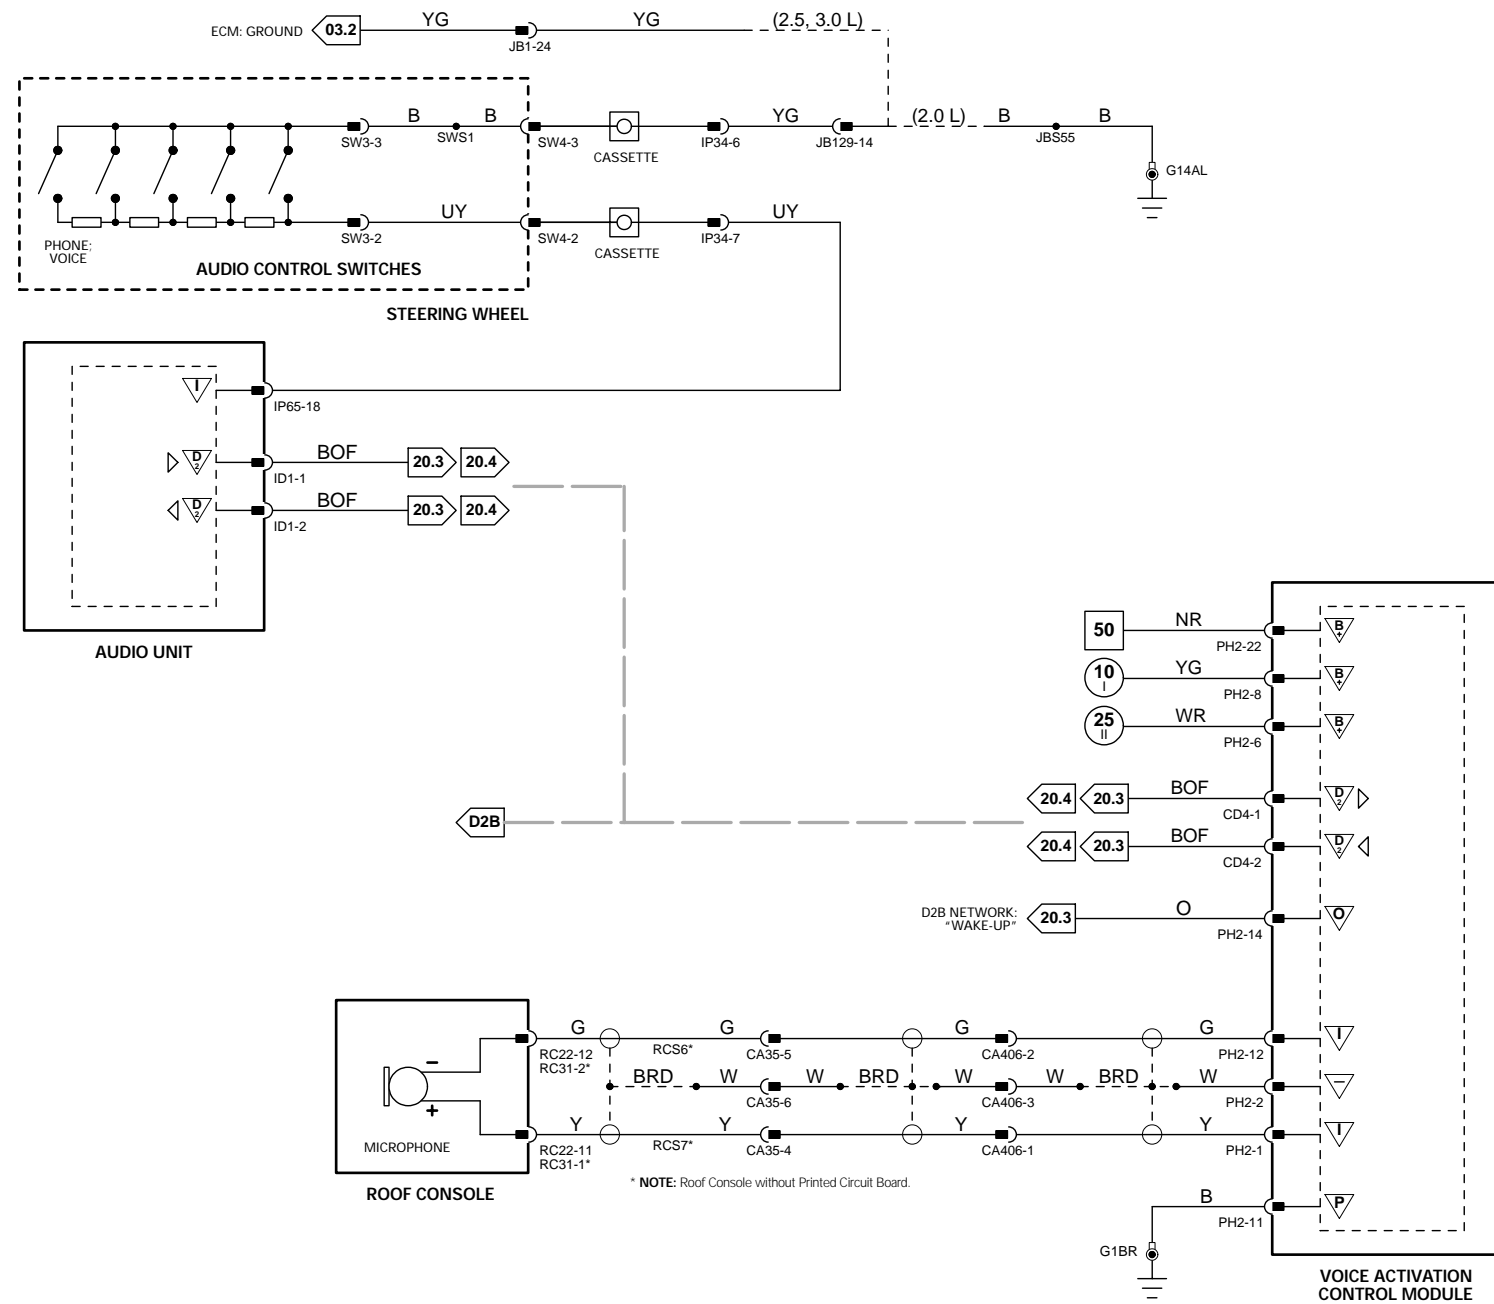 ECM: GROUND 03.2 YG YG (2.5, 3.0 L)
JB1-24
B B YG (2.0 L) B B
SW3-3 SWS1 SW4-3 IP34-6 JB129-14 JBS55
CASSETTE
G14AL
UY UY
SW3-2 SW4-2 IP34-7
PHONE;
VOICE
CASSETTE
AUDIO CONTROL SWITCHES
STEERING WHEEL
I
IP65-18
D2 BOF 20.3 20.4
ID1-1
D2 BOF 20.3 20.4
ID1-2
AUDIO UNIT
50 NR B+
PH2-22
10 I YG B+
PH2-8
25 II WR B+
PH2-6
20.4 20.3 BOF D2
CD4-1
D2B
20.4 20.3 BOF D2
CD4-2
D2B NETWORK:
"WAKE-UP"
20.3 O O
PH2-14
G G G G I
RC22-12
RC31-2*
RCS6* CA35-5 CA406-2 PH2-12
–
BRD W W BRD W W BRD W –
CA35-6 CA406-3 PH2-2
+
Y Y Y Y I
MICROPHONE
RC22-11
RC31-1*
RCS7* CA35-4 CA406-1 PH2-1
* NOTE: Roof Console without Printed Circuit Board.
ROOF CONSOLE
B P
PH2-11
G1BR
VOICE ACTIVATION
CONTROL MODULE